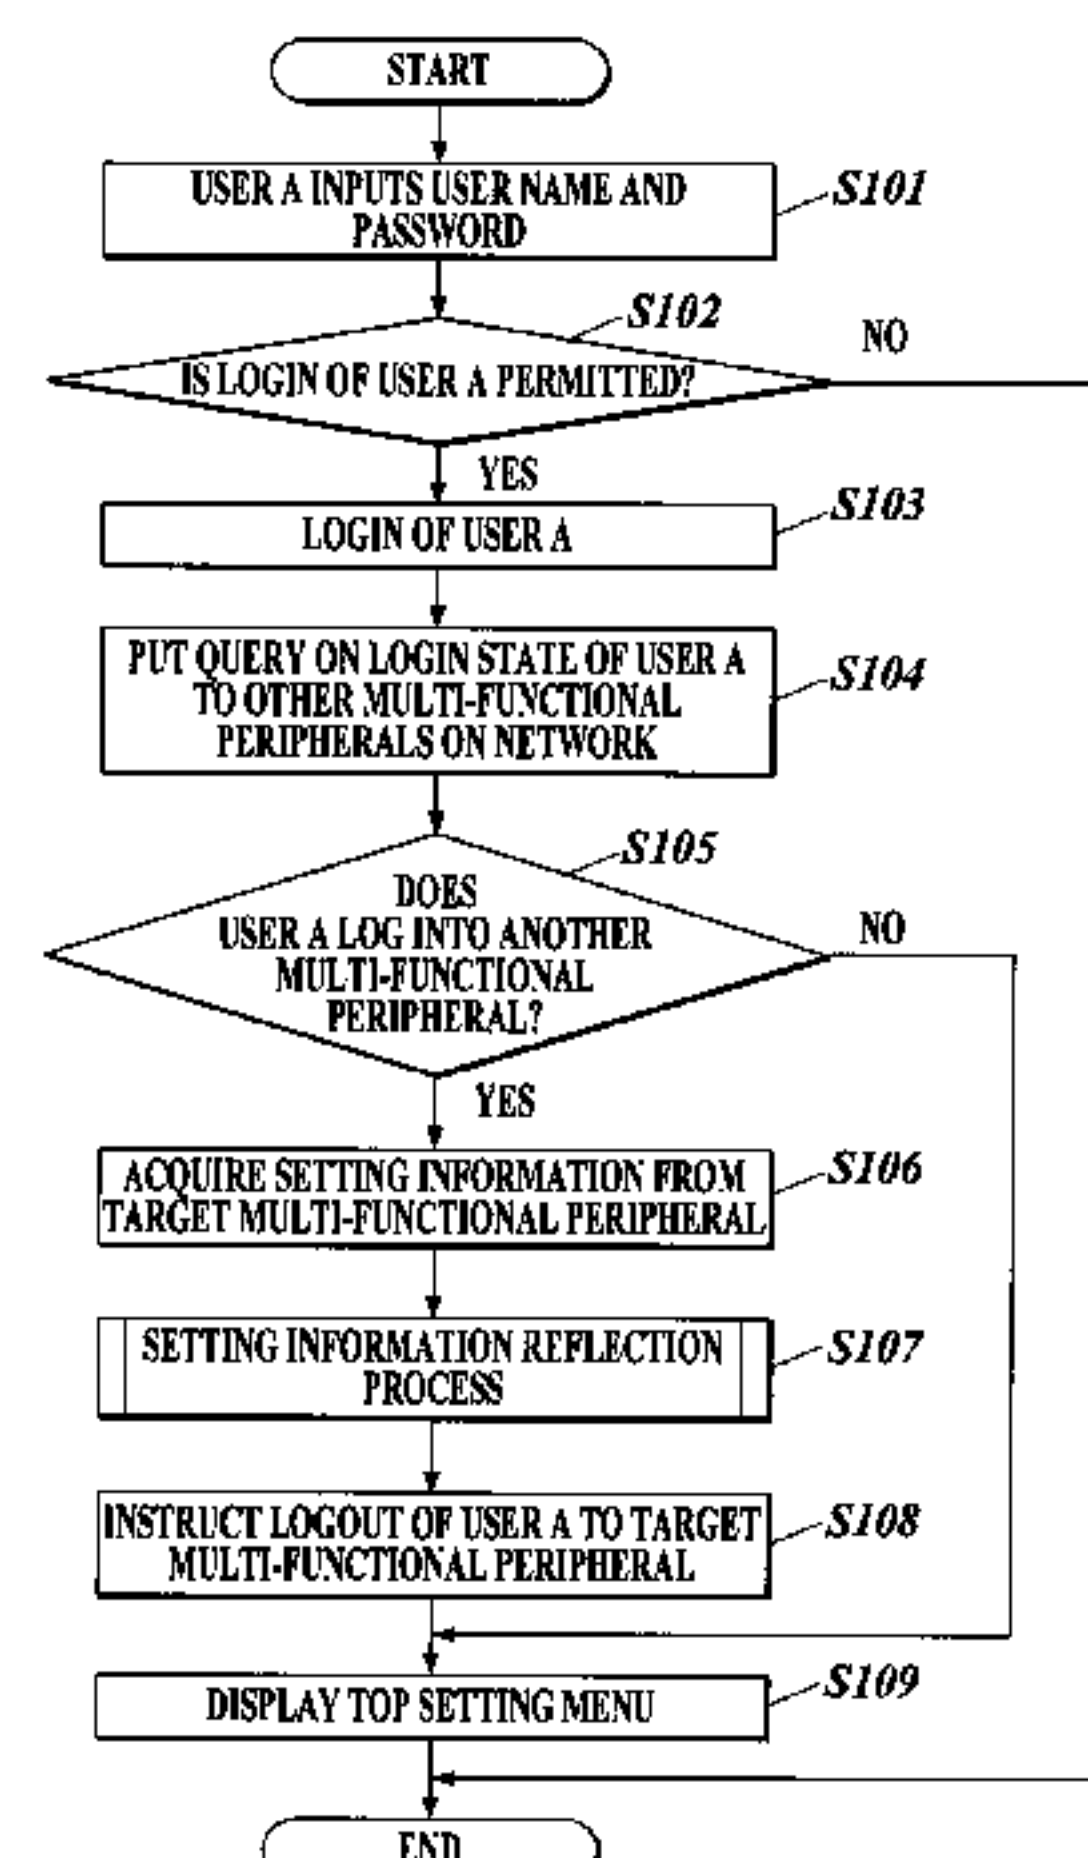 START
USER A INPUTS USER NAME AND
PASSWORD
S101
S102
IS LOGIN OF USER A PERMITTED?
NO
YES
LOGIN OF USER A
S103
PUT QUERY ON LOGIN STATE OF USER A
TO OTHER MULTI-FUNCTIONAL
PERIPHERALS ON NETWORK
S104
S105
DOES
USER A LOG INTO ANOTHER
MULTI-FUNCTIONAL
PERIPHERAL?
NO
YES
ACQUIRE SETTING INFORMATION FROM
TARGET MULTI-FUNCTIONAL PERIPHERAL
S106
SETTING INFORMATION REFLECTION
PROCESS
S107
INSTRUCT LOGOUT OF USER A TO TARGET
MULTI-FUNCTIONAL PERIPHERAL
S108
DISPLAY TOP SETTING MENU
S109
END